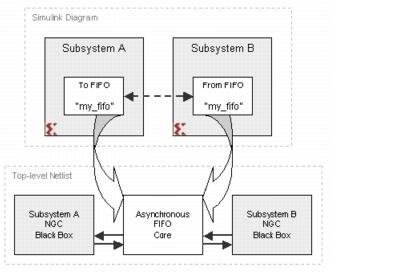 Simulink Diagram
Subsystem A
Subsystem B
To FIFO
"my_fifo"
From FIFO
"my_fifo"
Top-level Netlist
Subsystem A
NGC
Black Box
Asynchronous
FIFO
Core
Subsystem B
NGC
Black Box